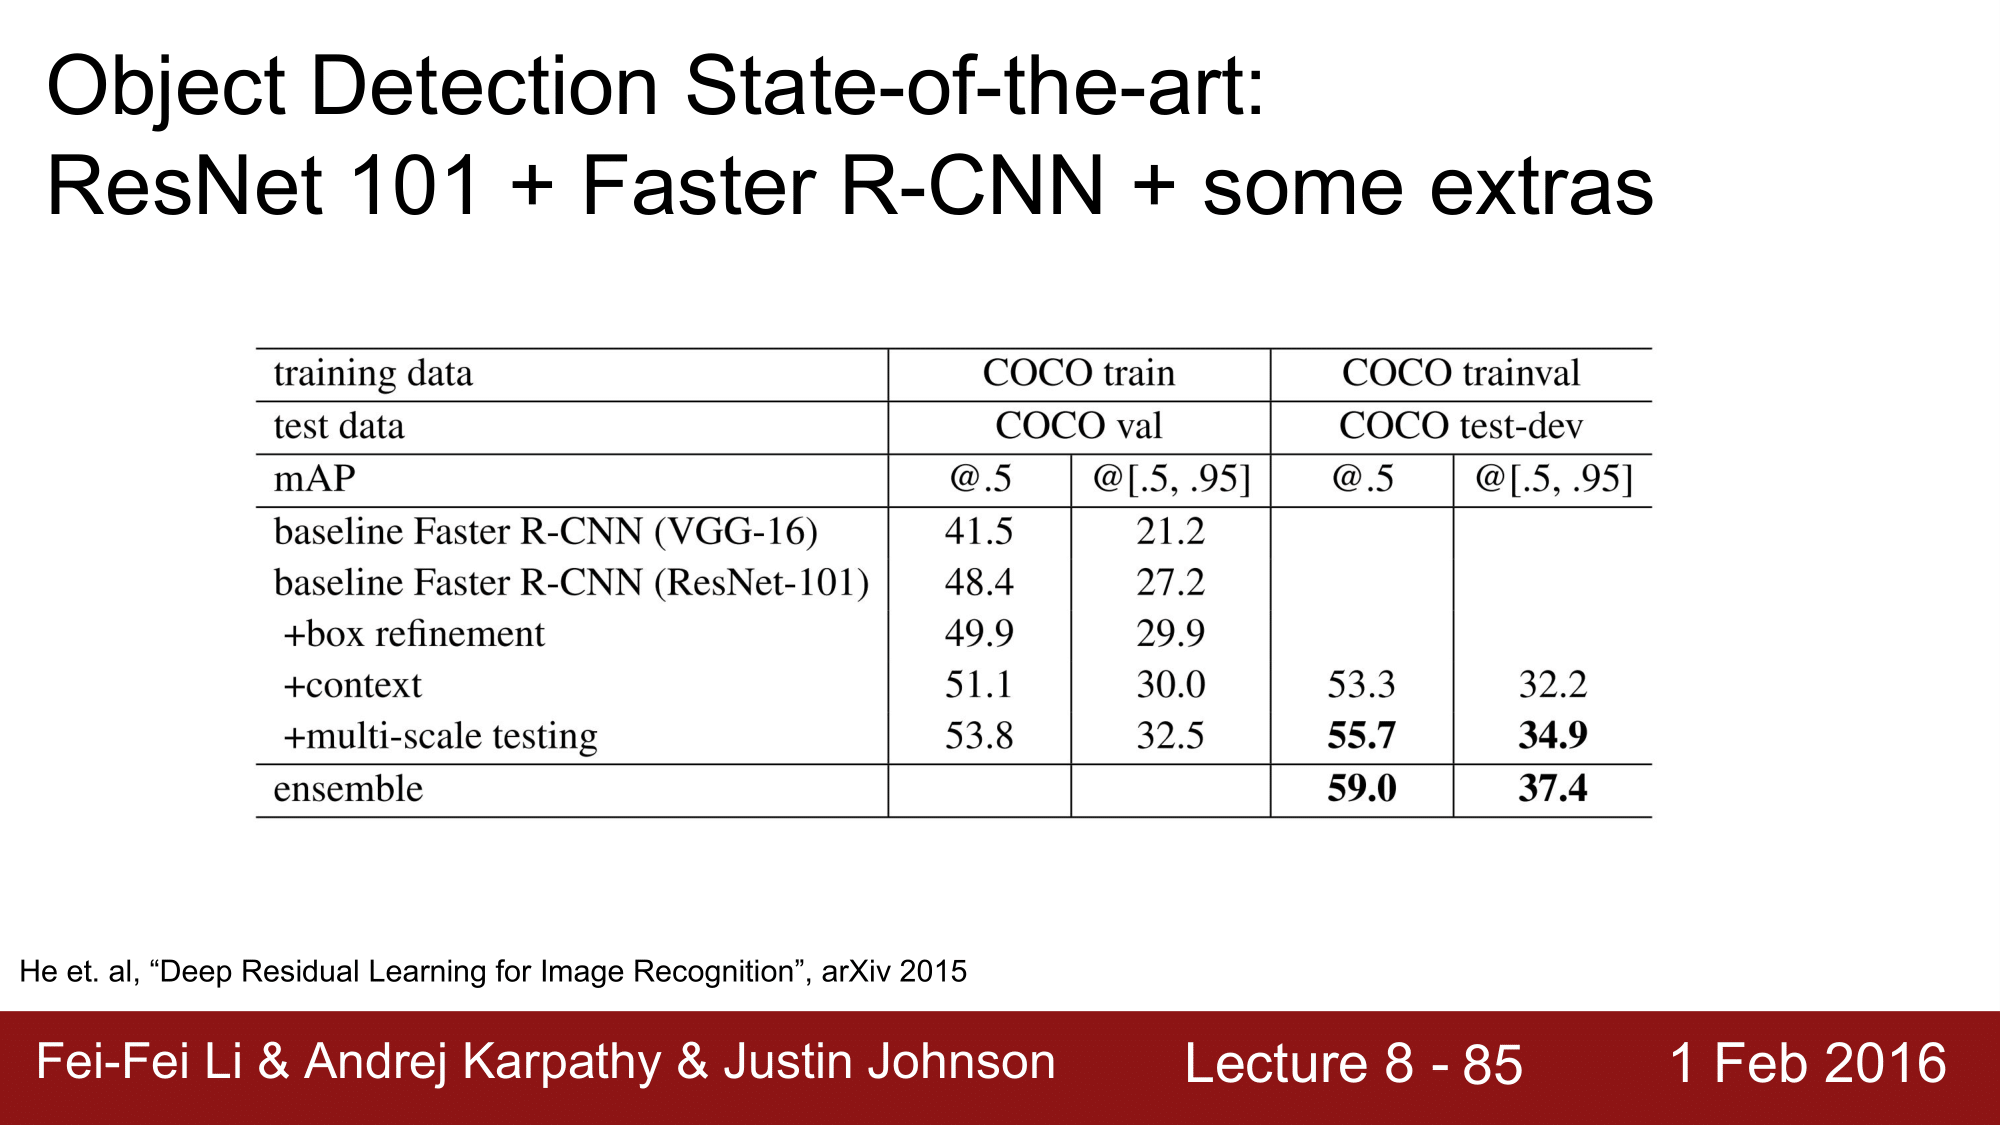 Object Detection State-of-the-art:
ResNet 101 + Faster R-CNN + some extras
training data COCO train COCO trainval
test data COCO val COCO test-dev
mAP @.5 @[.5, .95] @.5 @[.5, .95]
baseline Faster R-CNN (VGG-16) 41.5 21.2
baseline Faster R-CNN (ResNet-101) 48.4 27.2
+box refinement 49.9 29.9
+context 51.1 30.0 53.3 32.2
+multi-scale testing 53.8 32.5 55.7 34.9
ensemble 59.0 37.4
He et. al, “Deep Residual Learning for Image Recognition”, arXiv 2015
Fei-Fei Li & Andrej Karpathy & Justin Johnson Lecture 8 - 85 1 Feb 2016